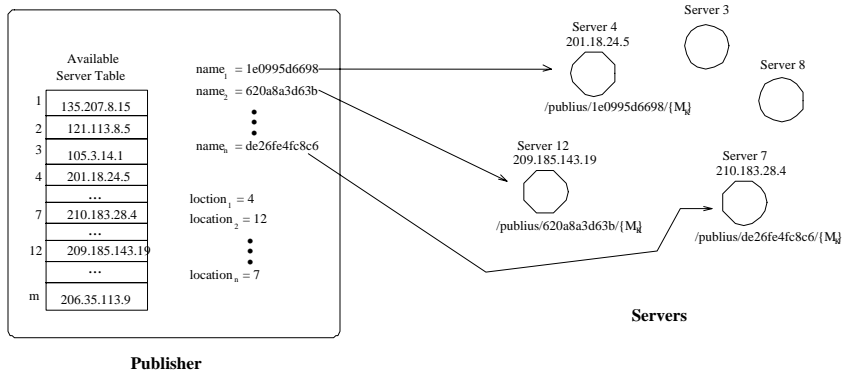 Available
Server Table
1 135.207.8.15
2 121.113.8.5
3 105.3.14.1
4 201.18.24.5
...
7 210.183.28.4
...
12 209.185.143.19
...
m 206.35.113.9
name1 = 1e0995d6698
name2 = 620a8a3d63b
namen = de26fe4fc8c6
loction1 = 4
location2 = 12
locationn = 7
Publisher
Server 3
Server 4
201.18.24.5
/publius/1e0995d6698/{M}K
Server 8
Server 12
209.185.143.19
/publius/620a8a3d63b/{M}K
Server 7
210.183.28.4
/publius/de26fe4fc8c6/{M}K
Servers